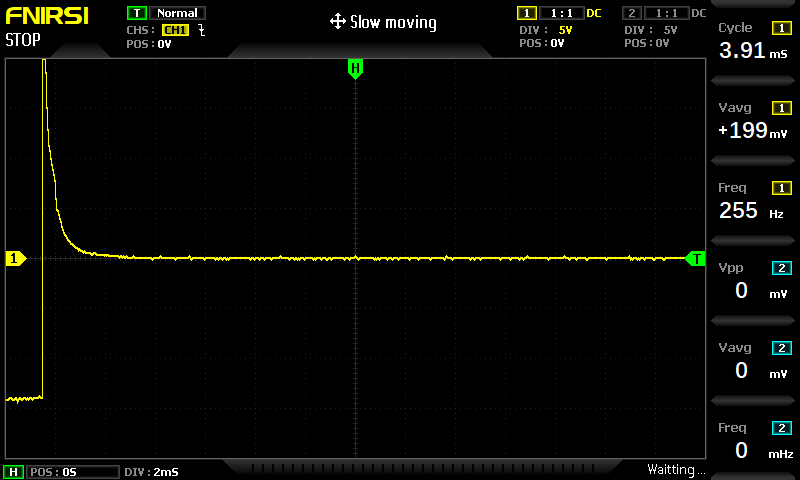 FNIRSI
STOP
T Normal
CHS: CH1
POS: 0V
Slow moving
1 1:1 DC
DIV: 5V
POS: 0V
2 1:1 DC
DIV: 5V
POS: 0V
H
1
T
Cycle 1
3.91 mS
Vavg 1
+199 mV
Freq 1
255 Hz
Vpp 2
0 mV
Vavg 2
0 mV
Freq 2
0 mHz
H POS: 0S DIV: 2mS
Waitting...